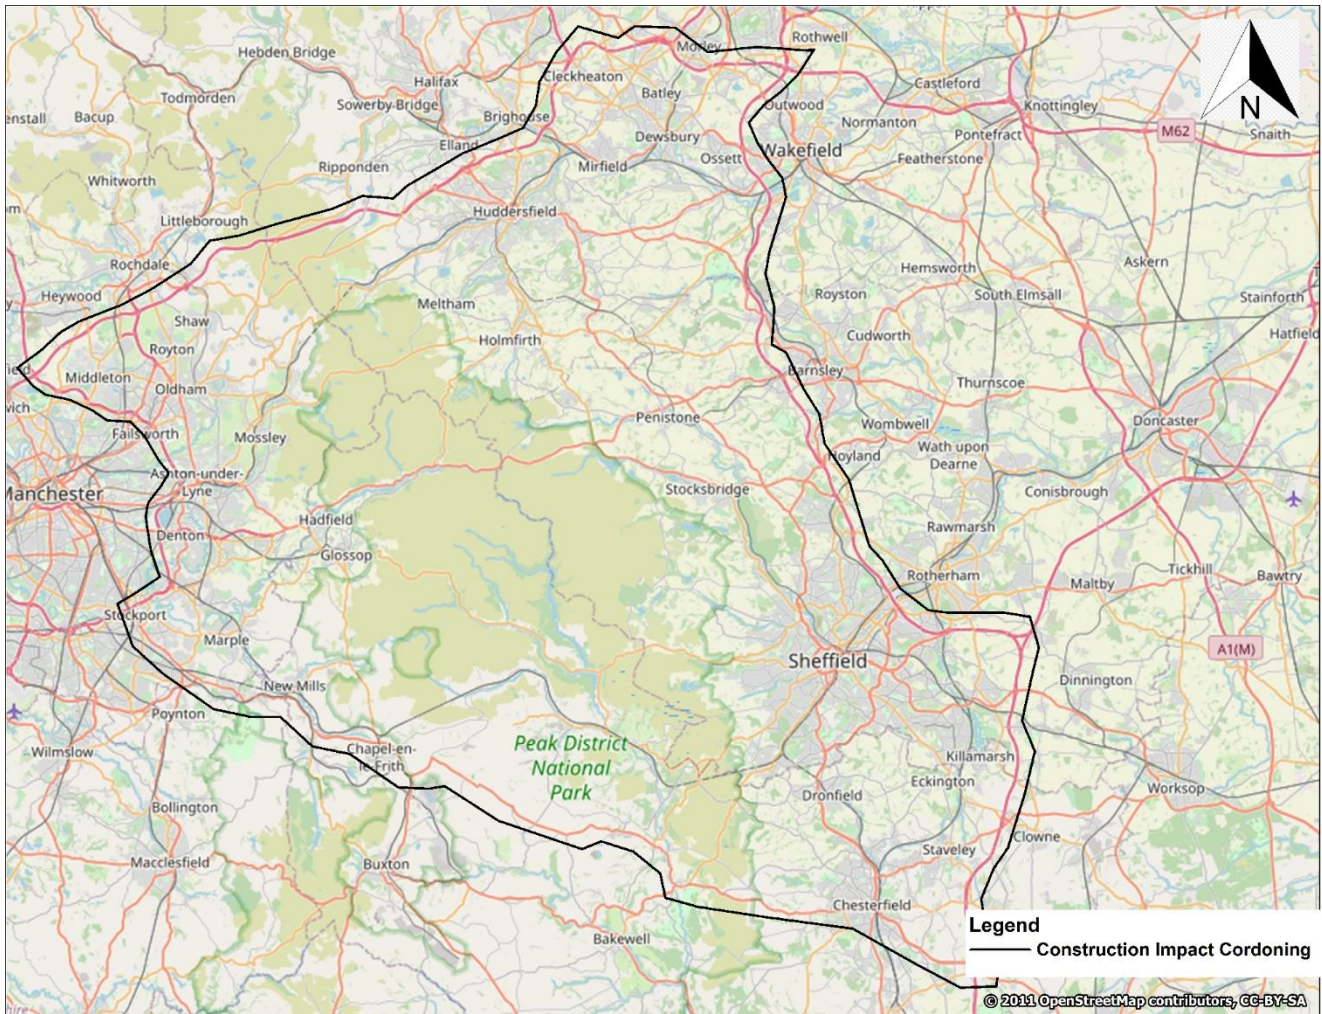 Rothwell
Morley
Hebden Bridge
Halifax
Cleckheaton
Castleford
Todmorden
Sowerby Bridge
Batley
Outwood
Knottingley
enstall
Bacup
Brighouse
Normanton
M62
Snaith
Dewsbury
Pontefract
Elland
Ossett
Wakefield
Featherstone
Ripponden
Mirfield
Whitworth
Littleborough
Huddersfield
Rochdale
Hemsworth
Askern
Heywood
Meltham
Royston
South Elmsall
Stainforth
Shaw
Holmfirth
Cudworth
Hatfield
Royton
Middleton
Oldham
Barnsley
Thurnscoe
Penistone
Wombwell
Doncaster
Failsworth
Mossley
Hoyland
Wath upon
Dearne
Ashton-under-
Lyne
Manchester
Stocksbridge
Conisbrough
Hadfield
Denton
Rawmarsh
Glossop
Rotherham
Maltby
Tickhill
Bawtry
Stockport
Marple
Sheffield
A1(M)
New Mills
Dinnington
Poynton
Wilmslow
Chapel-en-
le-Frith
Peak District
National
Park
Killamarsh
Eckington
Worksop
Bollington
Dronfield
Clowne
Macclesfield
Buxton
Staveley
Chesterfield
Bakewell
N
Legend
Construction Impact Cordoning
© 2011 OpenStreetMap contributors, CC-BY-SA